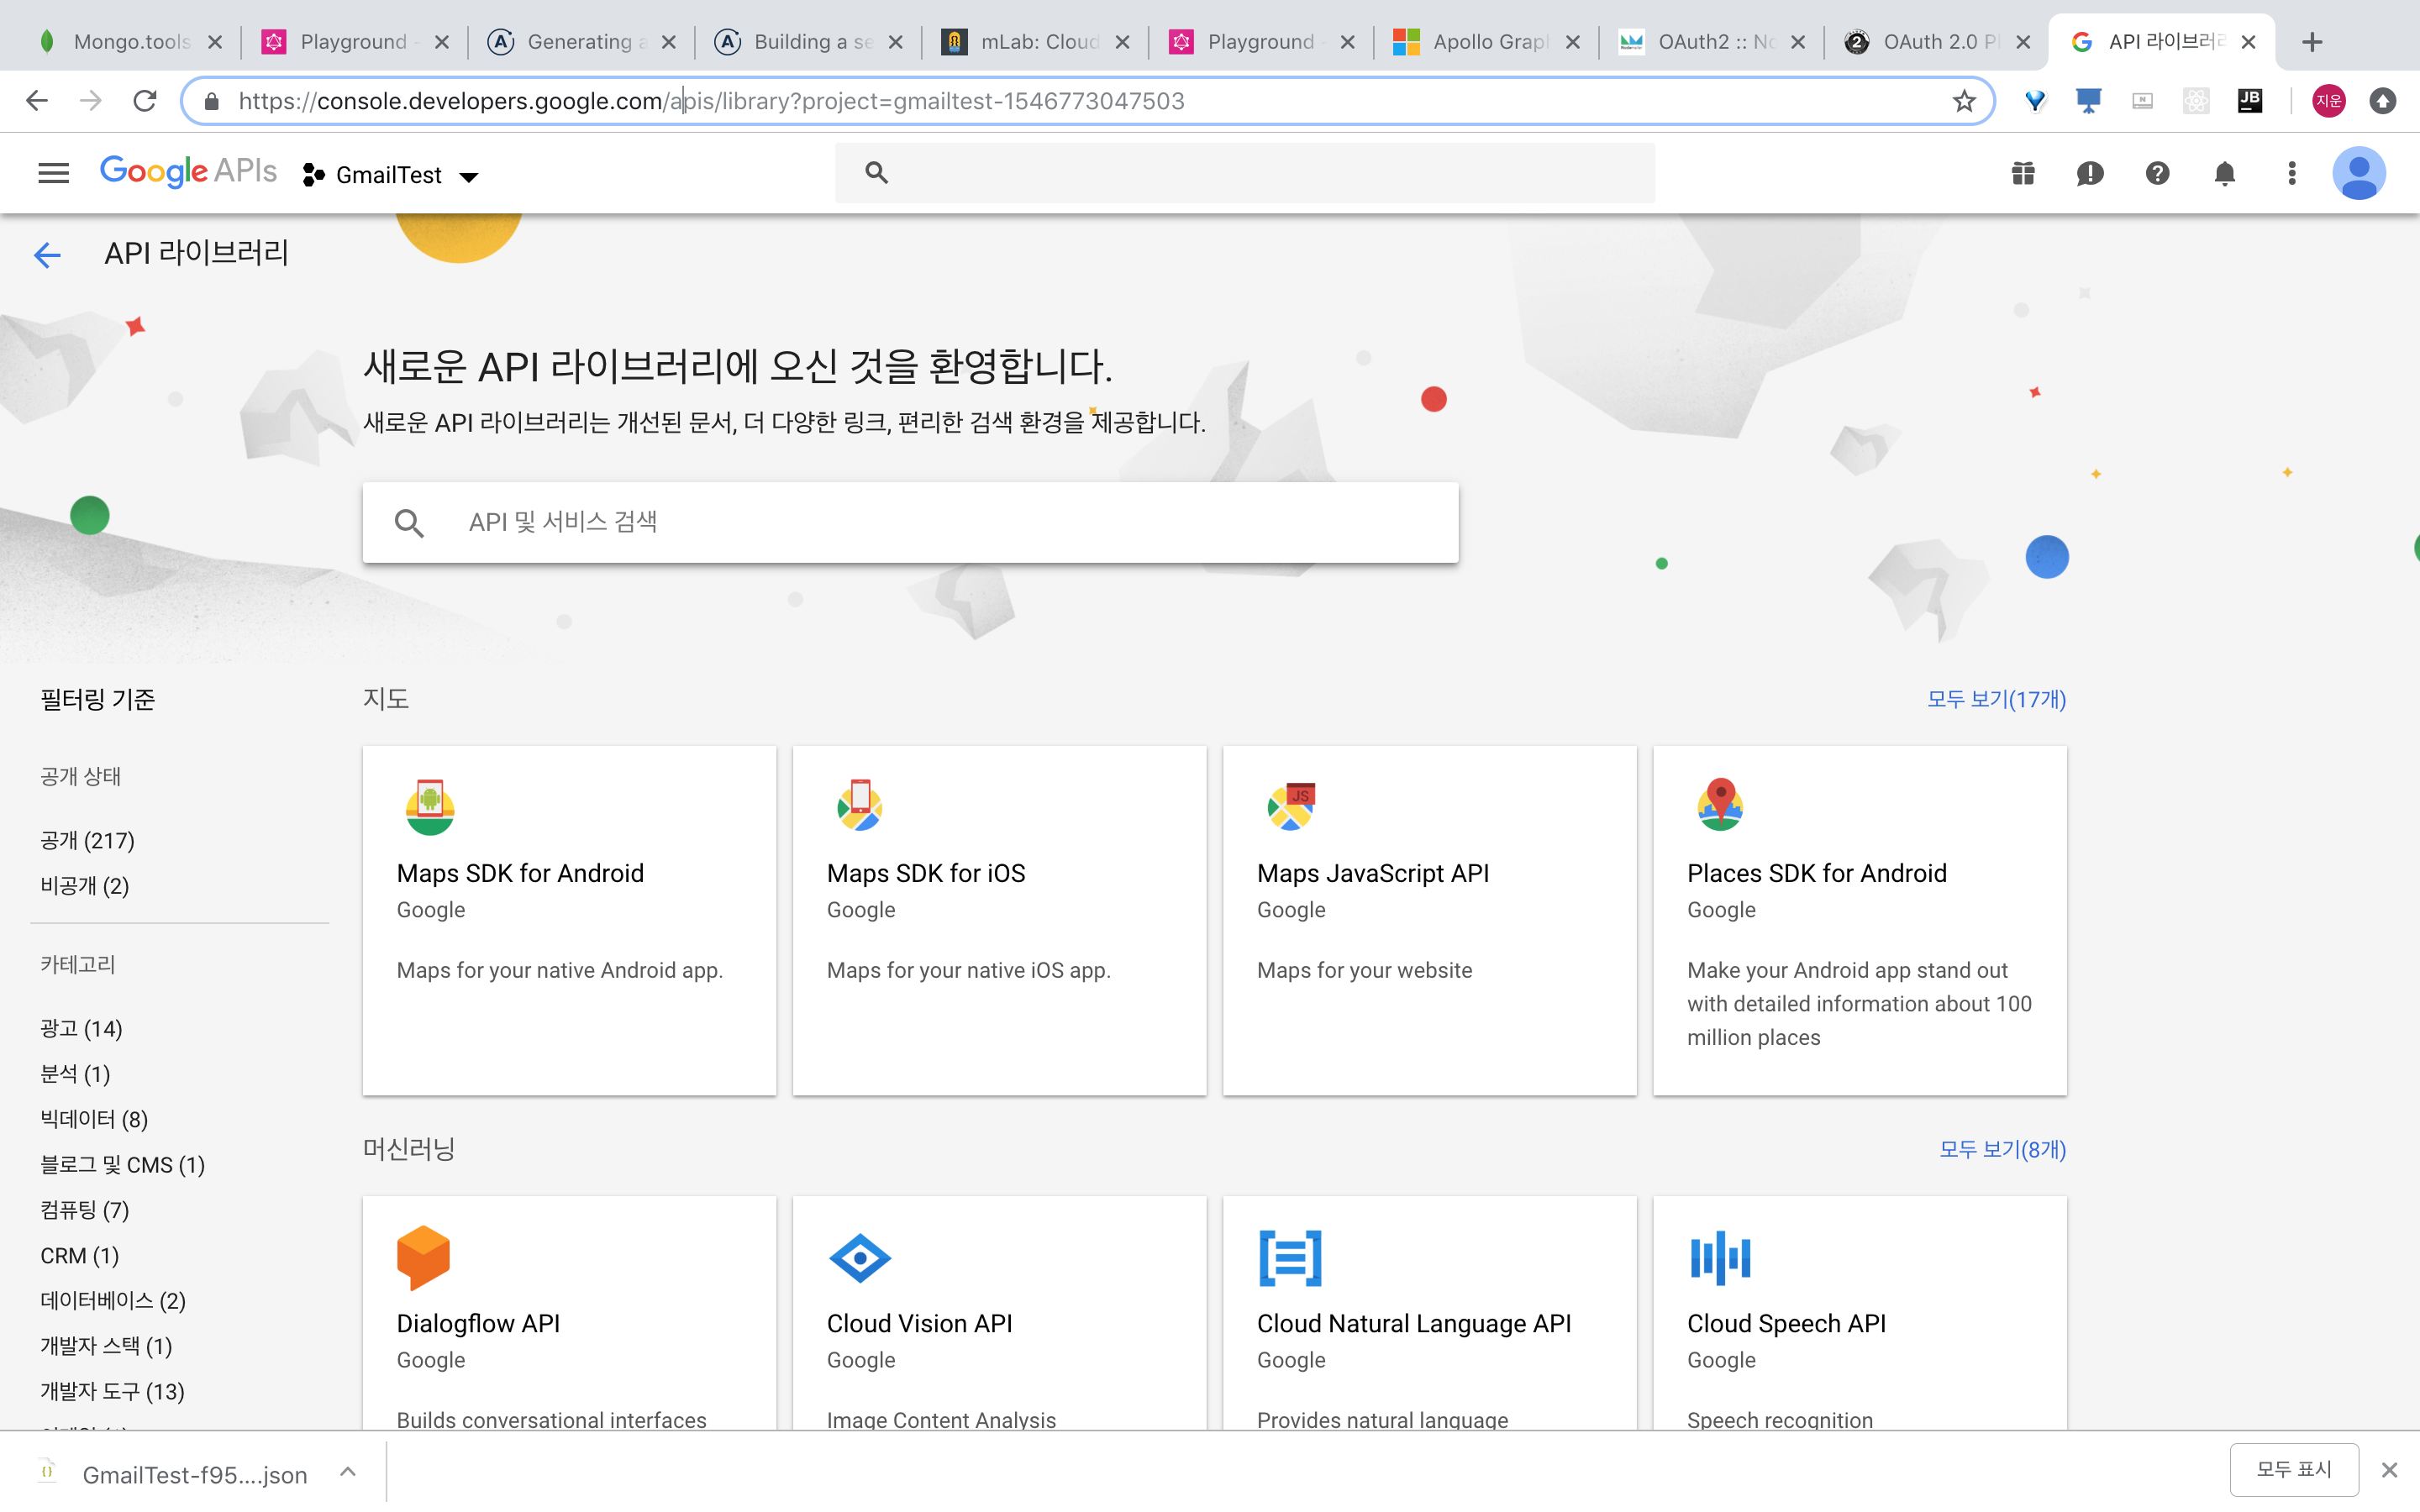 Mongo.tools
Playground -
Generating a
Building a se
mLab: Cloud
Playground -
Apollo Grap
OAuth2 :: No
OAuth 2.0 Pl
API 라이브러리
https://console.developers.google.com/apis/library?project=gmailtest-1546773047503
JB
지운
Google APIs
GmailTest
API 라이브러리
새로운 API 라이브러리에 오신 것을 환영합니다.
새로운 API 라이브러리는 개선된 문서, 더 다양한 링크, 편리한 검색 환경을 제공합니다.
API 및 서비스 검색
필터링 기준
공개 상태
공개 (217)
비공개 (2)
카테고리
광고 (14)
분석 (1)
빅데이터 (8)
블로그 및 CMS (1)
컴퓨팅 (7)
CRM (1)
데이터베이스 (2)
개발자 스택 (1)
개발자 도구 (13)
지도
모두 보기(17개)
Maps SDK for Android
Google
Maps for your native Android app.
Maps SDK for iOS
Google
Maps for your native iOS app.
JS
Maps JavaScript API
Google
Maps for your website
Places SDK for Android
Google
Make your Android app stand out
with detailed information about 100
million places
머신러닝
모두 보기(8개)
Dialogflow API
Google
Builds conversational interfaces
Cloud Vision API
Google
Image Content Analysis
Cloud Natural Language API
Google
Provides natural language
Cloud Speech API
Google
Speech recognition
GmailTest-f95....json
모두 표시